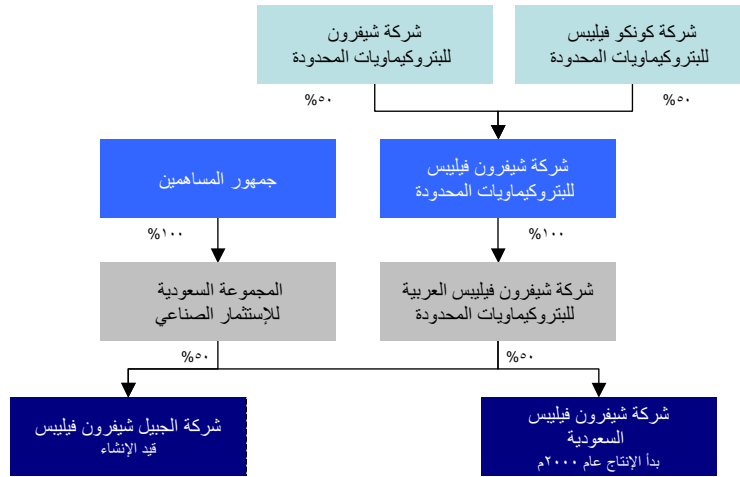 شركة كونكو فيليبس
للبتروكيماويات المحدودة
شركة شيفرون
للبتروكيماويات المحدودة
%٥٠
%٥٠
شركة شيفرون فيليبس
للبتروكيماويات المحدودة
جمهور المساهمين
%١٠٠
%١٠٠
شركة شيفرون فيليبس العربية
للبتروكيماويات المحدودة
المجموعة السعودية
للإستثمار الصناعي
%٥٠
%٥٠
شركة شيفرون فيليبس
السعودية
بدأ الإنتاج عام ٢٠٠٠م
شركة الجبيل شيفرون فيليبس
قيد الإنشاء